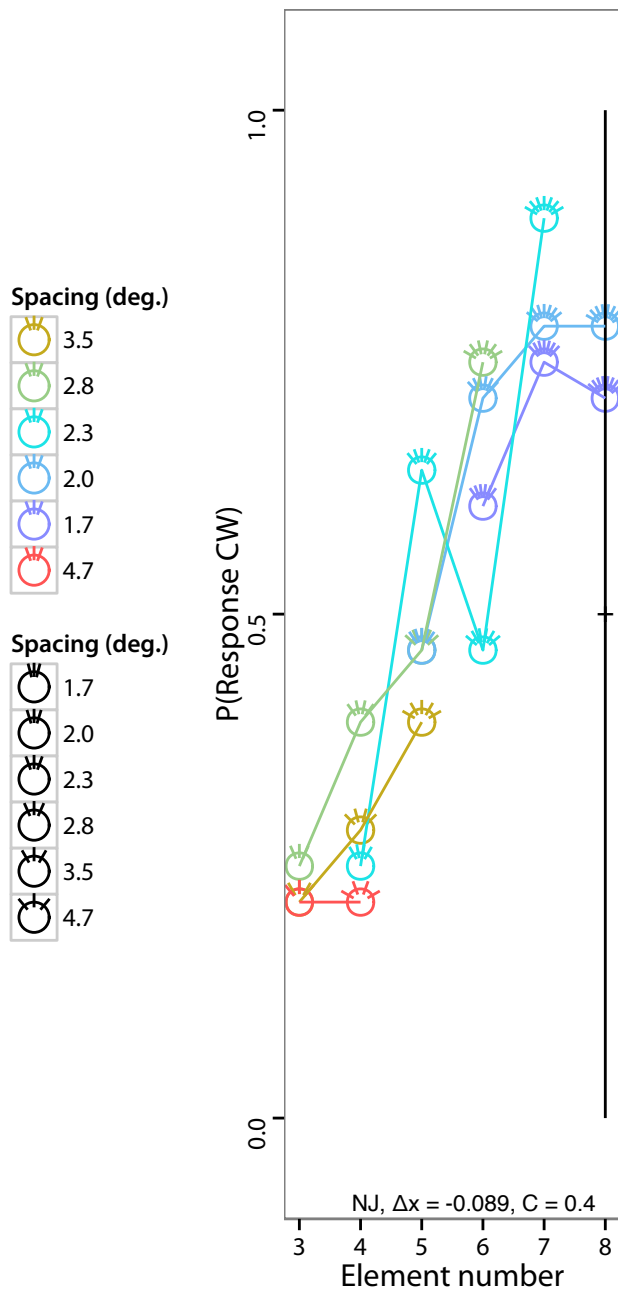 Spacing (deg.)
3.5
2.8
2.3
2.0
1.7
4.7
Spacing (deg.)
1.7
2.0
2.3
2.8
3.5
4.7
P(Response CW)
1.0
0.5
0.0
NJ, Δx = -0.089, C = 0.4
3 4 5 6 7 8
Element number